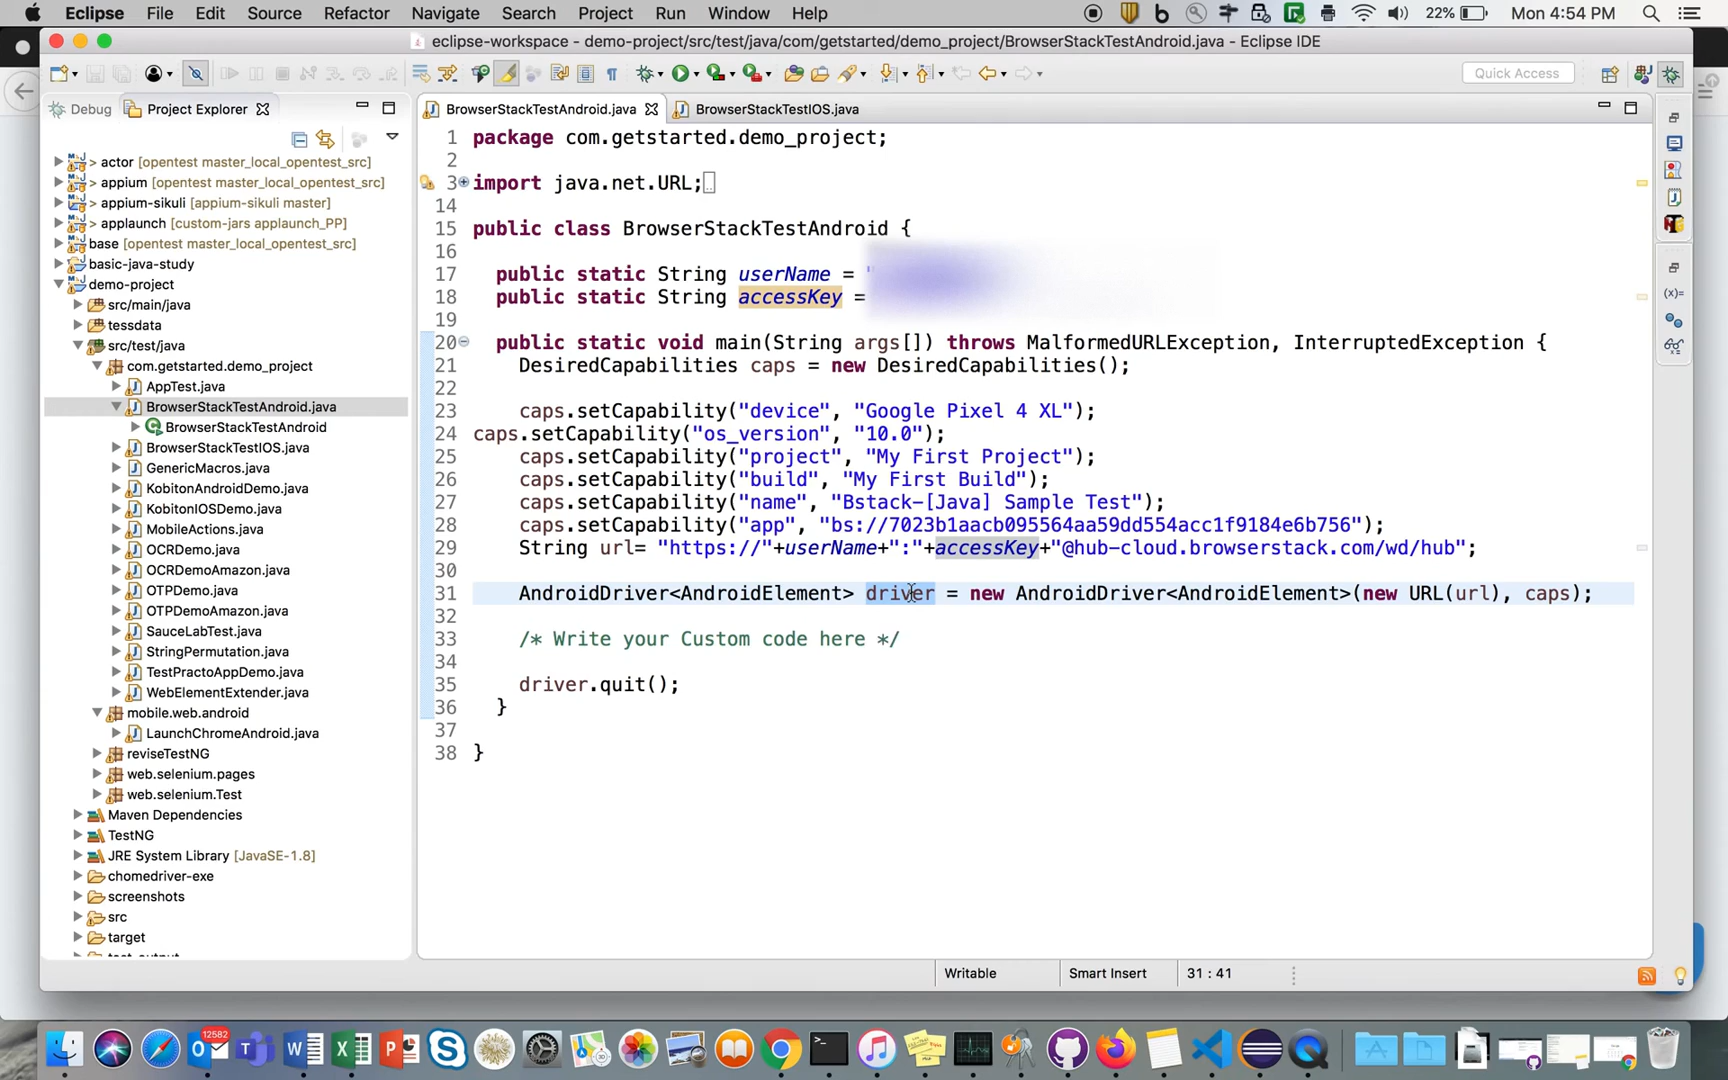 Eclipse File Edit Source Refactor Navigate Search Project Run Window Help 22% Mon 4:54 PM
eclipse-workspace - demo-project/src/test/java/com/getstarted/demo_project/BrowserStackTestAndroid.java - Eclipse IDE
Quick Access
Debug Project Explorer
BrowserStackTestAndroid.java BrowserStackTestIOS.java
> actor [opentest master_local_opentest_src]
> appium [opentest master_local_opentest_src]
> appium-sikuli [appium-sikuli master]
> applaunch [custom-jars applaunch_PP]
base [opentest master_local_opentest_src]
basic-java-study
demo-project
src/main/java
tessdata
src/test/java
com.getstarted.demo_project
AppTest.java
BrowserStackTestAndroid.java
BrowserStackTestAndroid
BrowserStackTestIOS.java
GenericMacros.java
KobitonAndroidDemo.java
KobitonIOSDemo.java
MobileActions.java
OCRDemo.java
OCRDemoAmazon.java
OTPDemo.java
OTPDemoAmazon.java
SauceLabTest.java
StringPermutation.java
TestPractoAppDemo.java
WebElementExtender.java
mobile.web.android
LaunchChromeAndroid.java
reviseTestNG
web.selenium.pages
web.selenium.Test
Maven Dependencies
TestNG
JRE System Library [JavaSE-1.8]
chomedriver-exe
screenshots
src
target
1 package com.getstarted.demo_project;
2
3 import java.net.URL;
14
15 public class BrowserStackTestAndroid {
16
17 public static String userName = "
18 public static String accessKey =
19
20 public static void main(String args[]) throws MalformedURLException, InterruptedException {
21 DesiredCapabilities caps = new DesiredCapabilities();
22
23 caps.setCapability("device", "Google Pixel 4 XL");
24 caps.setCapability("os_version", "10.0");
25 caps.setCapability("project", "My First Project");
26 caps.setCapability("build", "My First Build");
27 caps.setCapability("name", "Bstack-[Java] Sample Test");
28 caps.setCapability("app", "bs://7023b1aacb095564aa59dd554acc1f9184e6b756");
29 String url= "https://"+userName+":"+accessKey+"@hub-cloud.browserstack.com/wd/hub";
30
31 AndroidDriver<AndroidElement> driver = new AndroidDriver<AndroidElement>(new URL(url), caps);
32
33 /* Write your Custom code here */
34
35 driver.quit();
36 }
37
38 }
Writable Smart Insert 31 : 41
12582